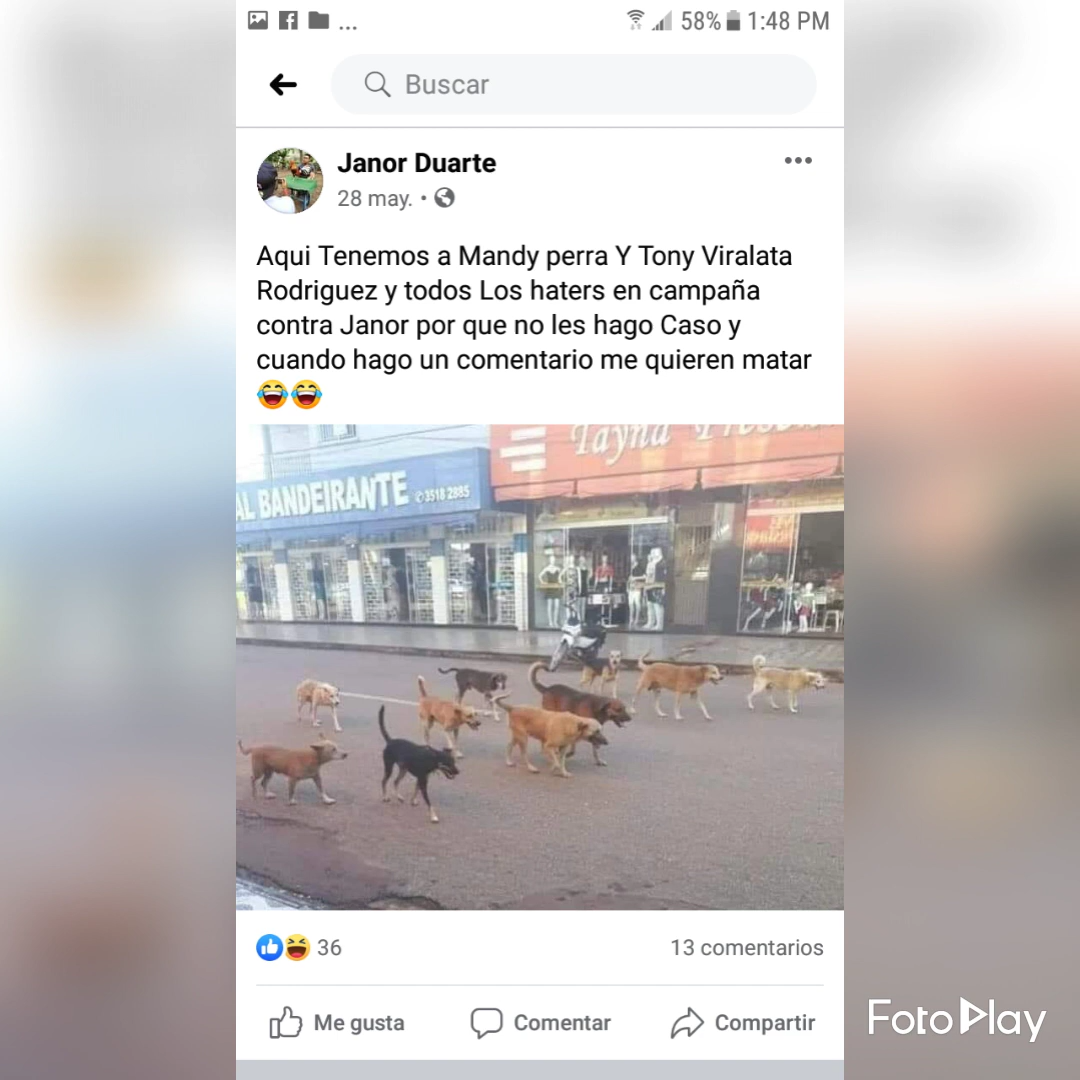 ...
58%
1:48 PM
Buscar
Janor Duarte
28 may.
Aqui Tenemos a Mandy perra Y Tony Viralata
Rodriguez y todos Los haters en campaña
contra Janor por que no les hago Caso y
cuando hago un comentario me quieren matar
😂😂
Tayna
AL BANDEIRANTE 3518 2885
36
13 comentarios
Me gusta
Comentar
Compartir
FotoPlay